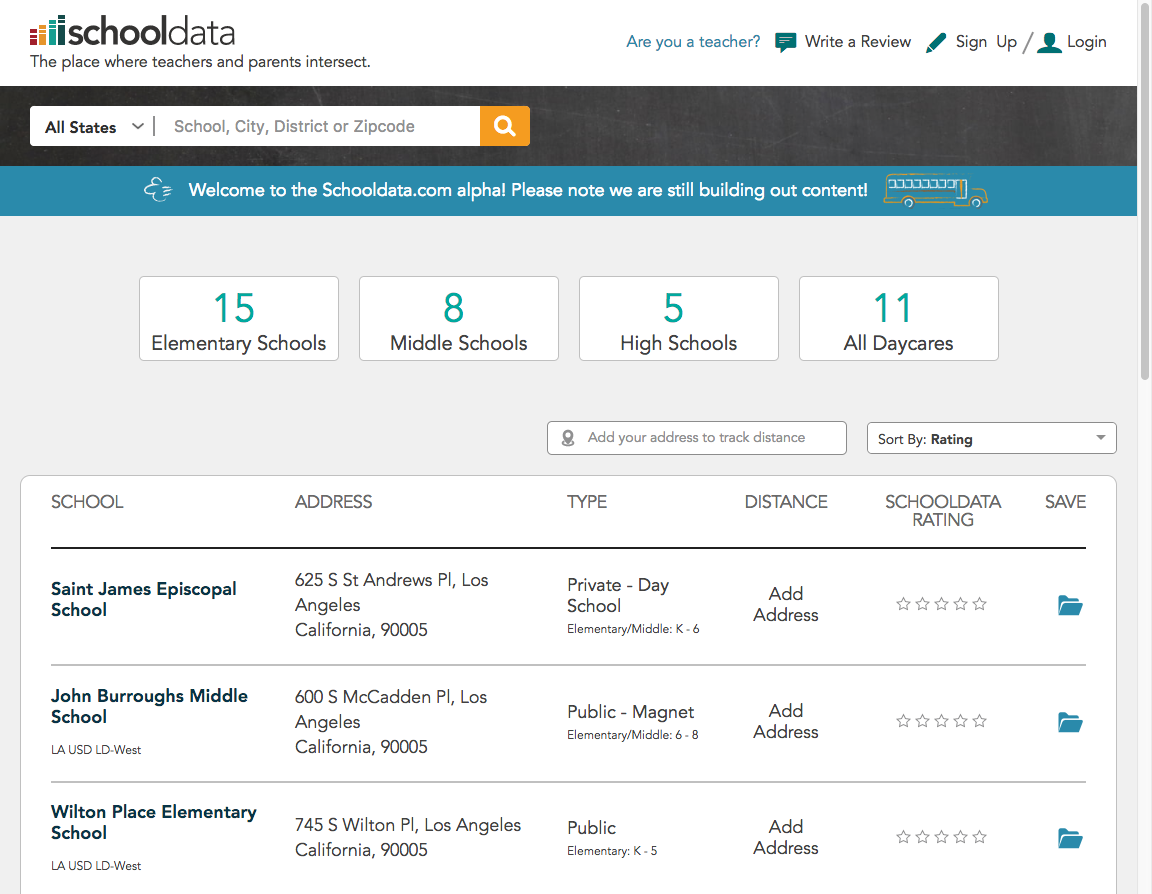 schooldata
The place where teachers and parents intersect.
Are you a teacher? Write a Review Sign Up / Login
All States School, City, District or Zipcode
Welcome to the Schooldata.com alpha! Please note we are still building out content!
15 8 5 11
Elementary Schools Middle Schools High Schools All Daycares
Add your address to track distance Sort By: Rating
SCHOOL ADDRESS TYPE DISTANCE SCHOOLDATA RATING SAVE
Saint James Episcopal
School
625 S St Andrews Pl, Los
Angeles
California, 90005
Private - Day
School
Elementary/Middle: K - 6
Add
Address
John Burroughs Middle
School
LA USD LD-West
600 S McCadden Pl, Los
Angeles
California, 90005
Public - Magnet
Elementary/Middle: 6 - 8
Add
Address
Wilton Place Elementary
School
LA USD LD-West
745 S Wilton Pl, Los Angeles
California, 90005
Public
Elementary: K - 5
Add
Address